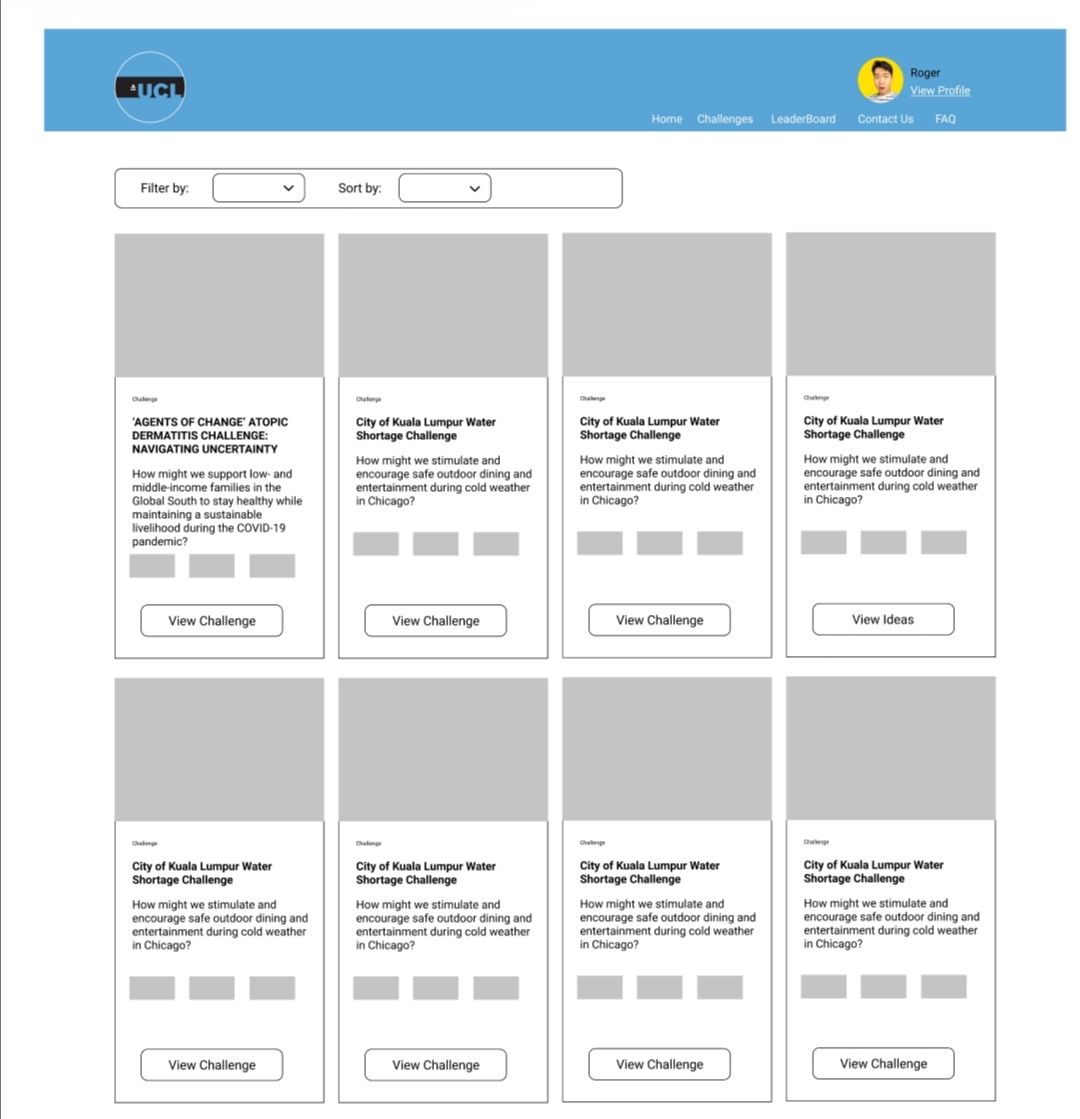 UCL
Roger
View Profile
Home Challenges LeaderBoard Contact Us FAQ
Filter by: Sort by:
Challenge
'AGENTS OF CHANGE' ATOPIC
DERMATITIS CHALLENGE:
NAVIGATING UNCERTAINTY
How might we support low- and
middle-income families in the
Global South to stay healthy while
maintaining a sustainable
livelihood during the COVID-19
pandemic?
View Challenge
Challenge
City of Kuala Lumpur Water
Shortage Challenge
How might we stimulate and
encourage safe outdoor dining and
entertainment during cold weather
in Chicago?
View Challenge
Challenge
City of Kuala Lumpur Water
Shortage Challenge
How might we stimulate and
encourage safe outdoor dining and
entertainment during cold weather
in Chicago?
View Challenge
Challenge
City of Kuala Lumpur Water
Shortage Challenge
How might we stimulate and
encourage safe outdoor dining and
entertainment during cold weather
in Chicago?
View Ideas
Challenge
City of Kuala Lumpur Water
Shortage Challenge
How might we stimulate and
encourage safe outdoor dining and
entertainment during cold weather
in Chicago?
View Challenge
Challenge
City of Kuala Lumpur Water
Shortage Challenge
How might we stimulate and
encourage safe outdoor dining and
entertainment during cold weather
in Chicago?
View Challenge
Challenge
City of Kuala Lumpur Water
Shortage Challenge
How might we stimulate and
encourage safe outdoor dining and
entertainment during cold weather
in Chicago?
View Challenge
Challenge
City of Kuala Lumpur Water
Shortage Challenge
How might we stimulate and
encourage safe outdoor dining and
entertainment during cold weather
in Chicago?
View Challenge